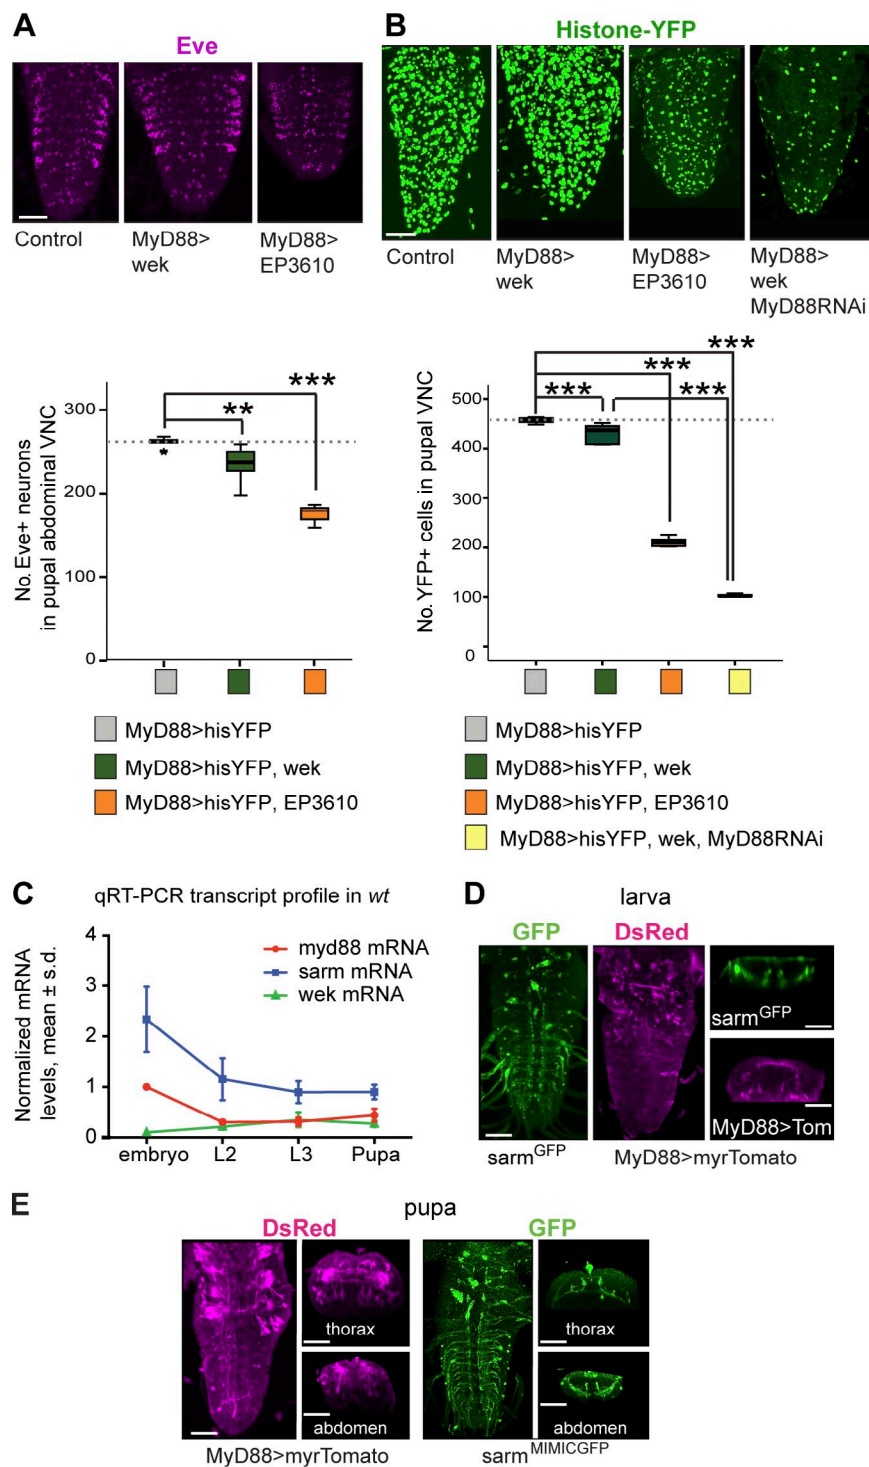 A
Eve
Control
MyD88>
wek
MyD88>
EP3610
B
Histone-YFP
Control
MyD88>
wek
MyD88>
EP3610
MyD88>
wek
MyD88RNAi
No. Eve+ neurons
in pupal abdominal VNC
300
200
100
0
***
**
*
MyD88>hisYFP
MyD88>hisYFP, wek
MyD88>hisYFP, EP3610
No. YFP+ cells in pupal VNC
500
400
300
200
100
0
***
***
***
***
MyD88>hisYFP
MyD88>hisYFP, wek
MyD88>hisYFP, EP3610
MyD88>hisYFP, wek, MyD88RNAi
C
qRT-PCR transcript profile in wt
Normalized mRNA
levels, mean ± s.d.
4
3
2
1
0
myd88 mRNA
sarm mRNA
wek mRNA
embryo L2 L3 Pupa
D
larva
GFP
DsRed
sarmGFP
MyD88>Tom
sarmGFP
MyD88>myrTomato
E
pupa
DsRed
GFP
thorax
abdomen
thorax
abdomen
MyD88>myrTomato
sarmMIMICGFP